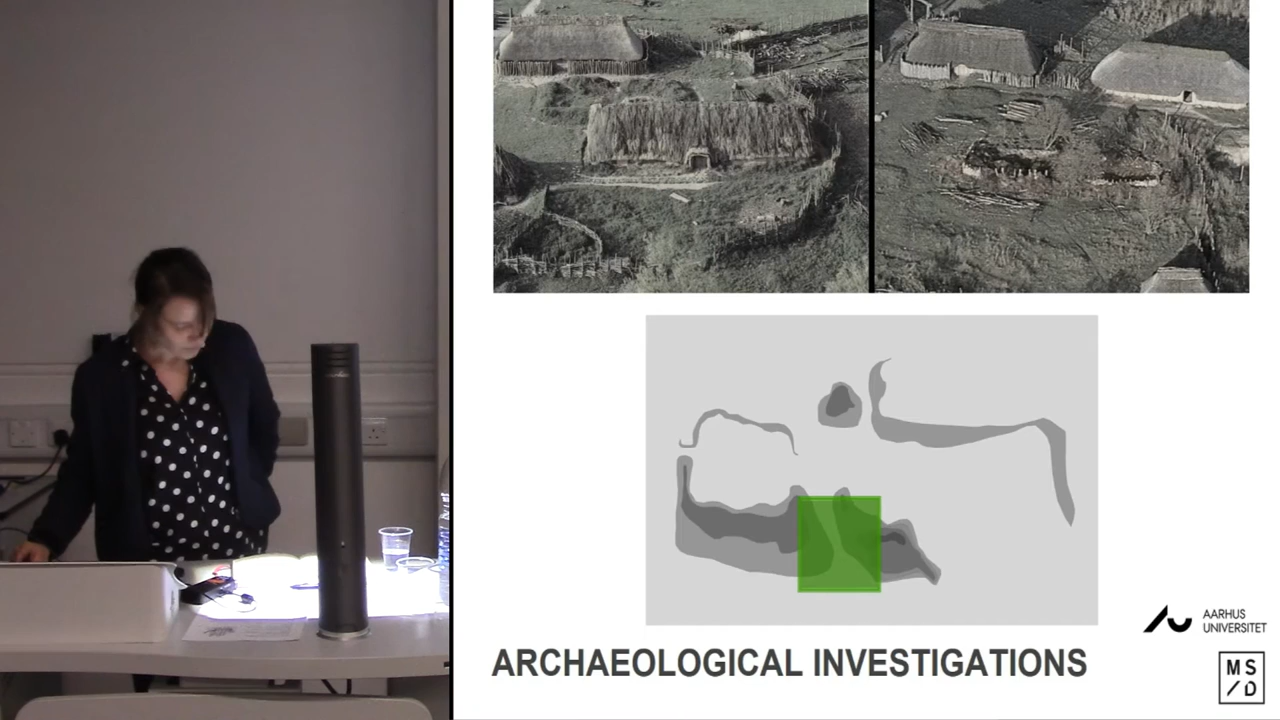 ARCHAEOLOGICAL INVESTIGATIONS
AARHUS
UNIVERSITET
MS
/D